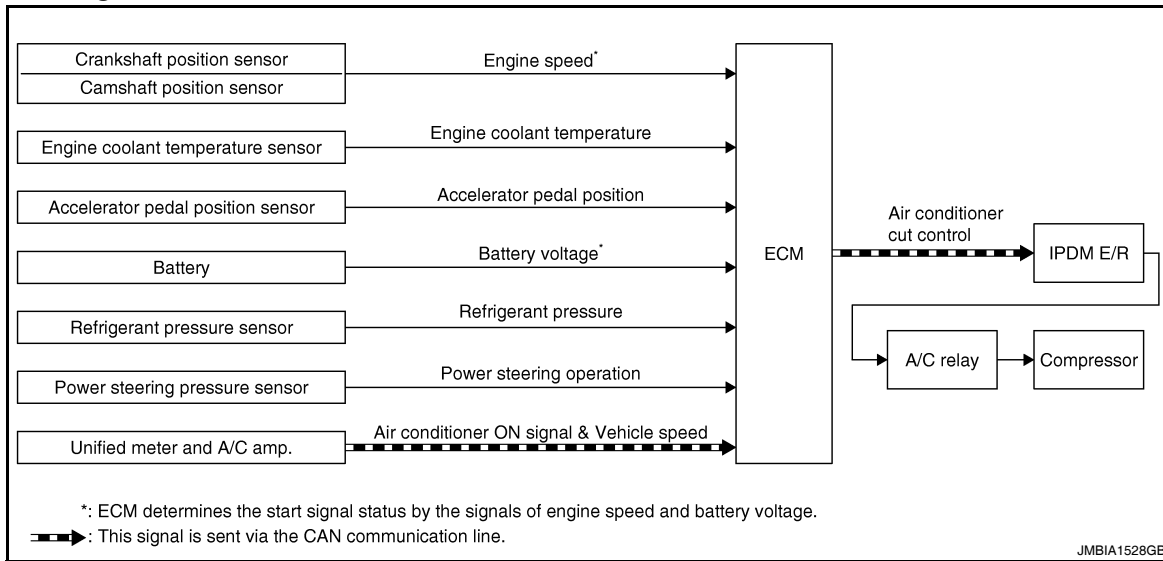 Crankshaft position sensor
Camshaft position sensor
Engine speed*
Engine coolant temperature sensor
Engine coolant temperature
Accelerator pedal position sensor
Accelerator pedal position
Battery
Battery voltage*
Refrigerant pressure sensor
Refrigerant pressure
Power steering pressure sensor
Power steering operation
Unified meter and A/C amp.
Air conditioner ON signal & Vehicle speed
ECM
Air conditioner
cut control
IPDM E/R
A/C relay
Compressor
*: ECM determines the start signal status by the signals of engine speed and battery voltage.
: This signal is sent via the CAN communication line.
JMBIA1528GB